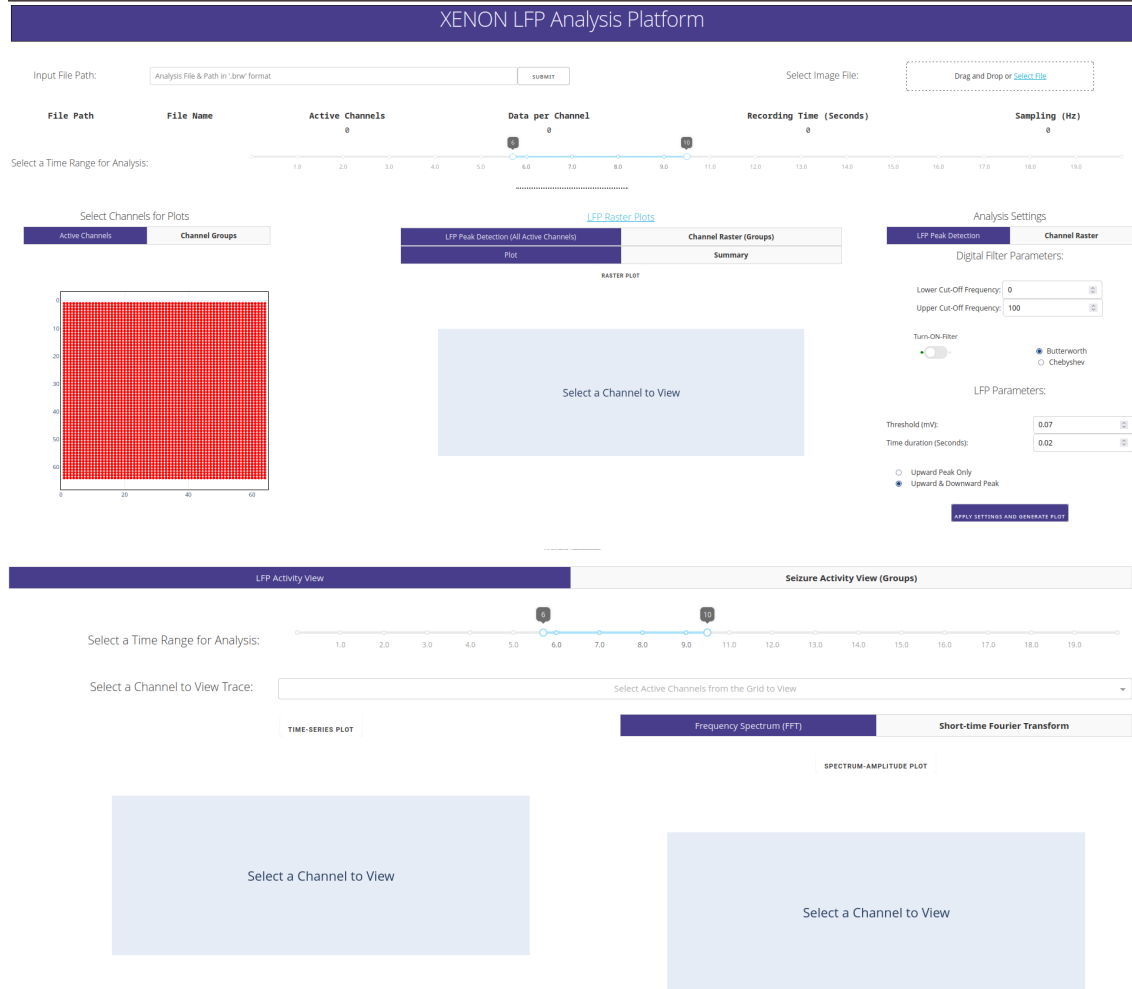 XENON LFP Analysis Platform
Input File Path: Analysis File & Path in '.brw' format SUBMIT Select Image File: Drag and Drop or Select File
File Path File Name Active Channels Data per Channel Recording Time (Seconds) Sampling (Hz)
0 0 0 0
6 10
Select a Time Range for Analysis:
1.0 2.0 3.0 4.0 5.0 6.0 7.0 8.0 9.0 11.0 12.0 13.0 14.0 15.0 16.0 17.0 18.0 19.0
Select Channels for Plots
Active Channels Channel Groups
0
10
20
30
40
50
60
0 20 40 60
LFP Raster Plots
LFP Peak Detection (All Active Channels) Channel Raster (Groups)
Plot Summary
RASTER PLOT
Select a Channel to View
Analysis Settings
LFP Peak Detection Channel Raster
Digital Filter Parameters:
Lower Cut-Off Frequency: 0
Upper Cut-Off Frequency: 100
Turn-ON-Filter
Butterworth
Chebyshev
LFP Parameters:
Threshold (mV): 0.07
Time duration (Seconds): 0.02
Upward Peak Only
Upward & Downward Peak
APPLY SETTINGS AND GENERATE PLOT
LFP Activity View Seizure Activity View (Groups)
6 10
Select a Time Range for Analysis:
1.0 2.0 3.0 4.0 5.0 6.0 7.0 8.0 9.0 11.0 12.0 13.0 14.0 15.0 16.0 17.0 18.0 19.0
Select a Channel to View Trace: Select Active Channels from the Grid to View
TIME-SERIES PLOT
Frequency Spectrum (FFT) Short-time Fourier Transform
SPECTRUM-AMPLITUDE PLOT
Select a Channel to View
Select a Channel to View